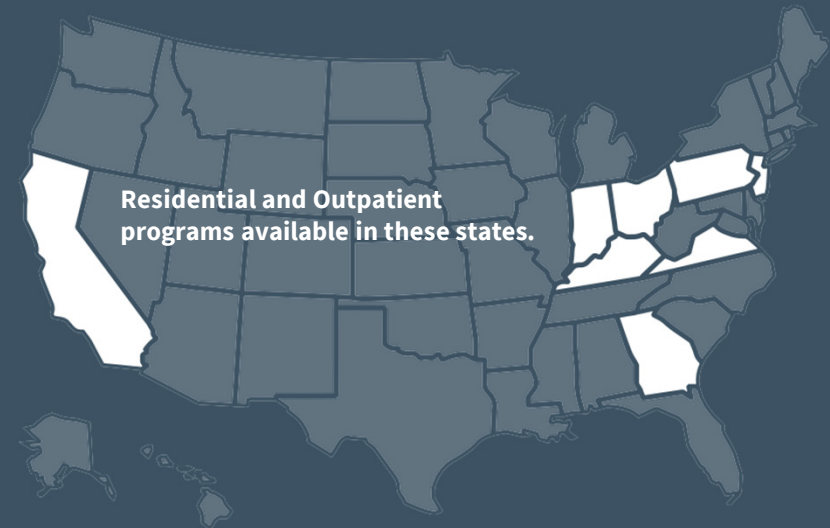 Residential and Outpatient
programs available in these states.